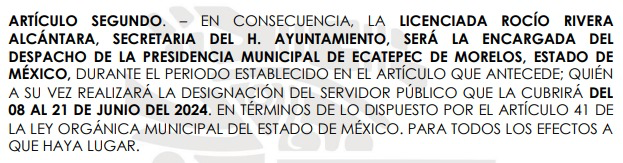 ARTÍCULO SEGUNDO. – EN CONSECUENCIA, LA LICENCIADA ROCÍO RIVERA
ALCÁNTARA, SECRETARIA DEL H. AYUNTAMIENTO, SERÁ LA ENCARGADA DEL
DESPACHO DE LA PRESIDENCIA MUNICIPAL DE ECATEPEC DE MORELOS, ESTADO DE
MÉXICO, DURANTE EL PERIODO ESTABLECIDO EN EL ARTÍCULO QUE ANTECEDE; QUIÉN
A SU VEZ REALIZARÁ LA DESIGNACIÓN DEL SERVIDOR PÚBLICO QUE LA CUBRIRÁ DEL
08 AL 21 DE JUNIO DEL 2024. EN TERMINOS DE LO DISPUESTO POR EL ARTÍCULO 41 DE
LA LEY ORGÁNICA MUNICIPAL DEL ESTADO DE MÉXICO. PARA TODOS LOS EFECTOS A
QUE HAYA LUGAR.